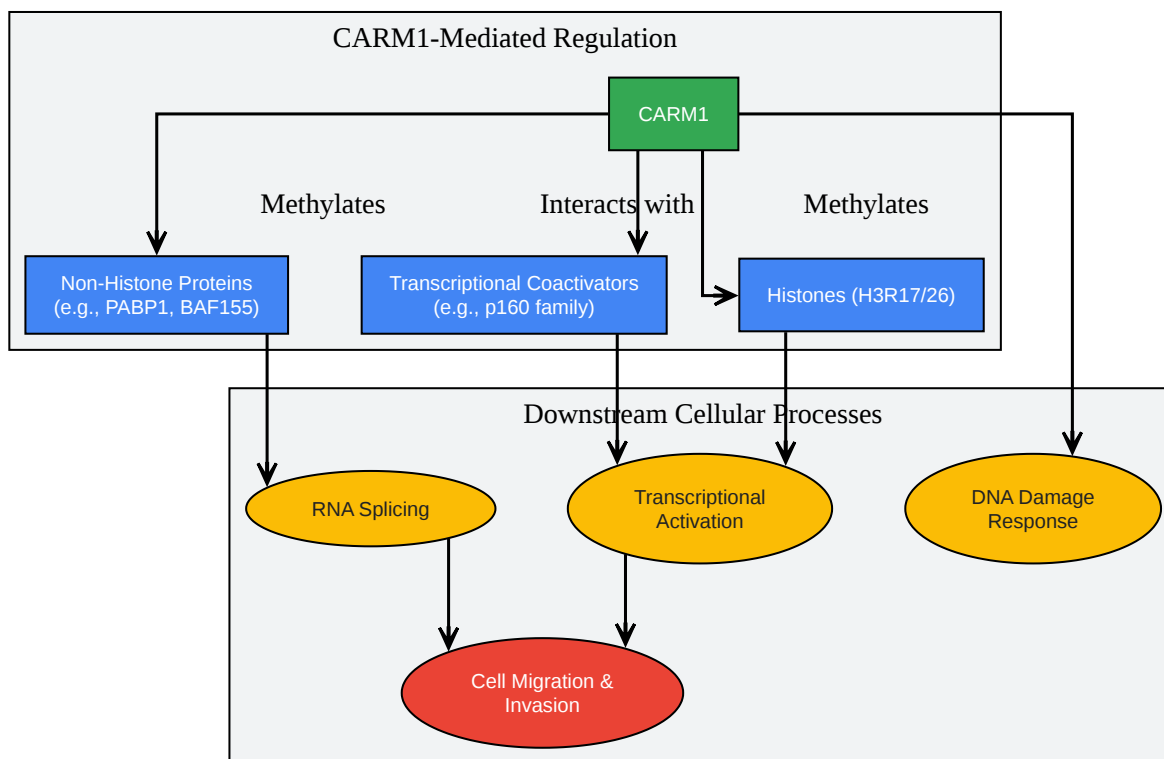 CARM1-Mediated Regulation
CARM1
Methylates
Interacts with
Methylates
Non-Histone Proteins
(e.g., PABP1, BAF155)
Transcriptional Coactivators
(e.g., p160 family)
Histones (H3R17/26)
Downstream Cellular Processes
RNA Splicing
Transcriptional
Activation
DNA Damage
Response
Cell Migration &
Invasion